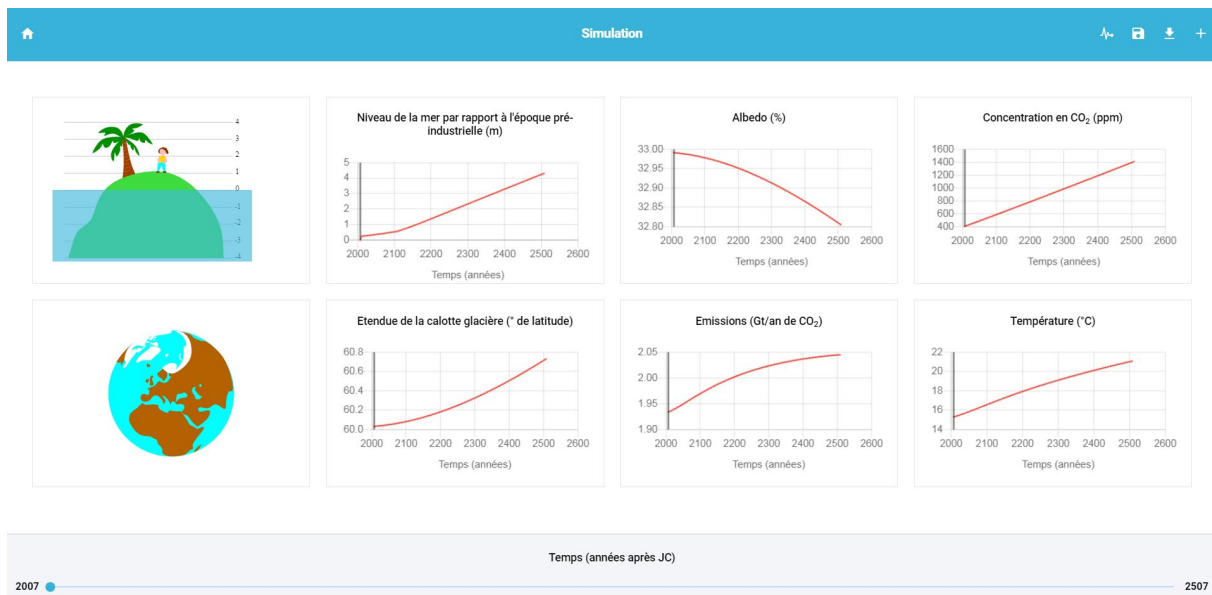 Simulation
4
3
2
1
0
-1
-2
-3
-4
Niveau de la mer par rapport à l'époque pré-
industrielle (m)
5
4
3
2
1
0
2000 2100 2200 2300 2400 2500 2600
Temps (années)
Albedo (%)
33.00
32.95
32.90
32.85
32.80
2000 2100 2200 2300 2400 2500 2600
Temps (années)
Concentration en CO₂ (ppm)
1600
1400
1200
1000
800
600
400
2000 2100 2200 2300 2400 2500 2600
Temps (années)
Etendue de la calotte glacière (° de latitude)
60.8
60.6
60.4
60.2
60.0
2000 2100 2200 2300 2400 2500 2600
Temps (années)
Emissions (Gt/an de CO₂)
2.05
2.00
1.95
1.90
2000 2100 2200 2300 2400 2500 2600
Temps (années)
Température (°C)
22
20
18
16
14
2000 2100 2200 2300 2400 2500 2600
Temps (années)
Temps (années après JC)
2007 2507